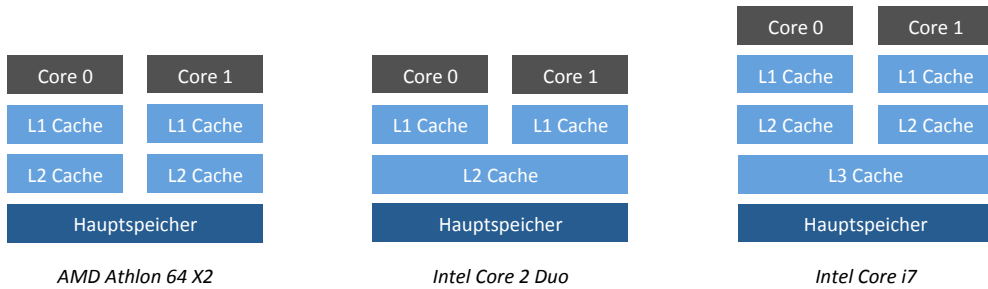 Core 0
Core 1
L1 Cache
L1 Cache
L2 Cache
L2 Cache
Hauptspeicher
AMD Athlon 64 X2
Core 0
Core 1
L1 Cache
L1 Cache
L2 Cache
Hauptspeicher
Intel Core 2 Duo
Core 0
Core 1
L1 Cache
L1 Cache
L2 Cache
L2 Cache
L3 Cache
Hauptspeicher
Intel Core i7